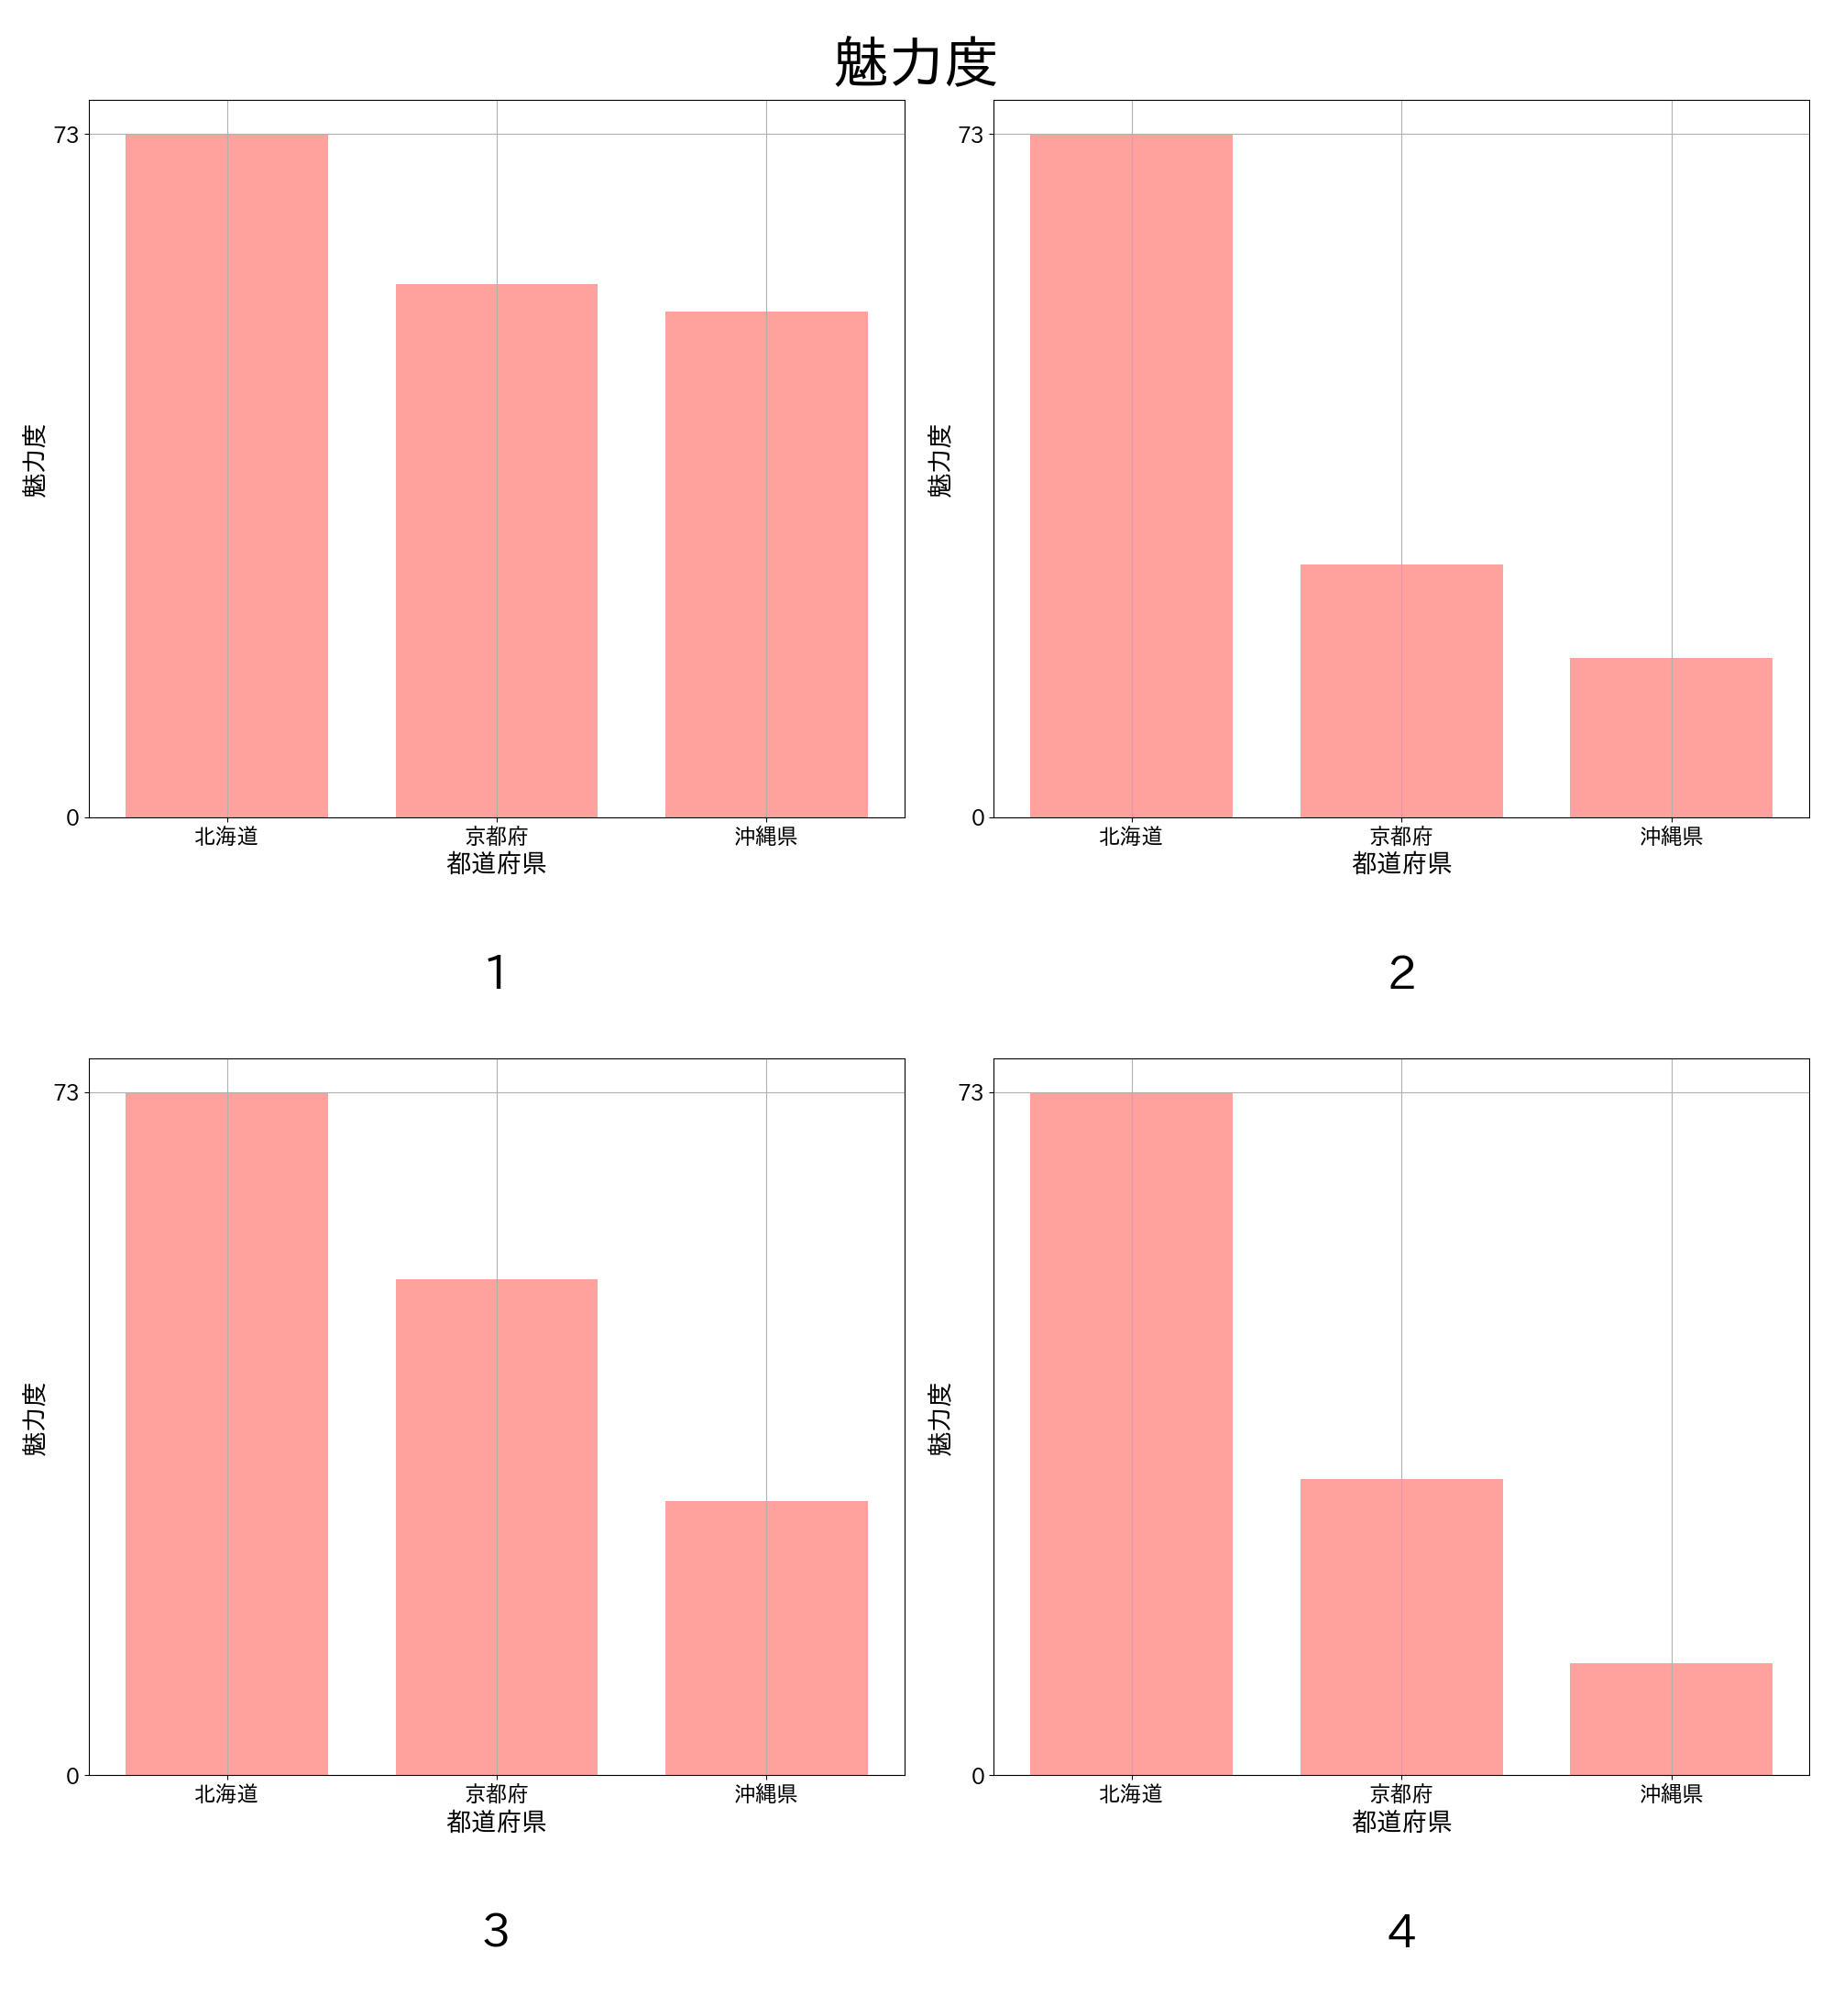 魅力度
73
0
魅力度
北海道 京都府 沖縄県
都道府県
1
73
0
魅力度
北海道 京都府 沖縄県
都道府県
2
73
0
魅力度
北海道 京都府 沖縄県
都道府県
3
73
0
魅力度
北海道 京都府 沖縄県
都道府県
4